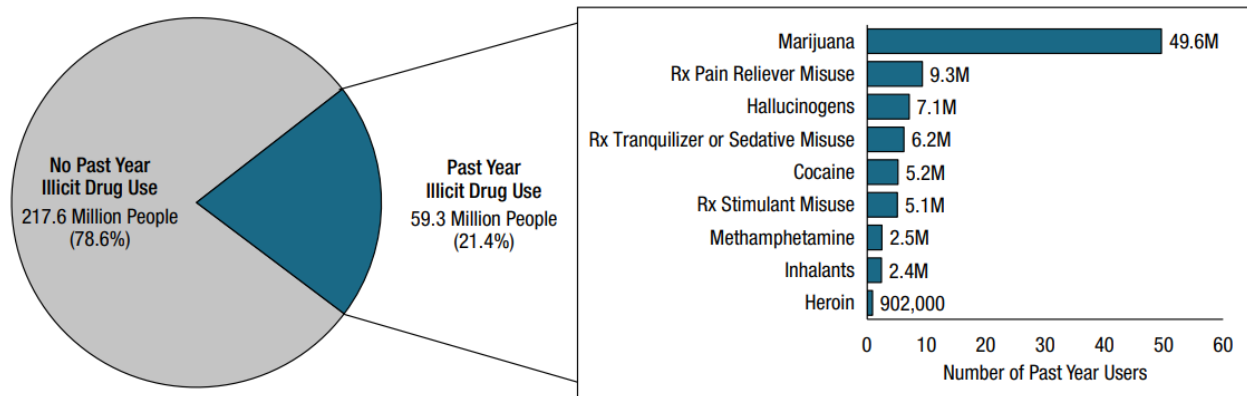 No Past Year
Illicit Drug Use
217.6 Million People
(78.6%)
Past Year
Illicit Drug Use
59.3 Million People
(21.4%)
Marijuana 49.6M
Rx Pain Reliever Misuse 9.3M
Hallucinogens 7.1M
Rx Tranquilizer or Sedative Misuse 6.2M
Cocaine 5.2M
Rx Stimulant Misuse 5.1M
Methamphetamine 2.5M
Inhalants 2.4M
Heroin 902,000
0 10 20 30 40 50 60
Number of Past Year Users